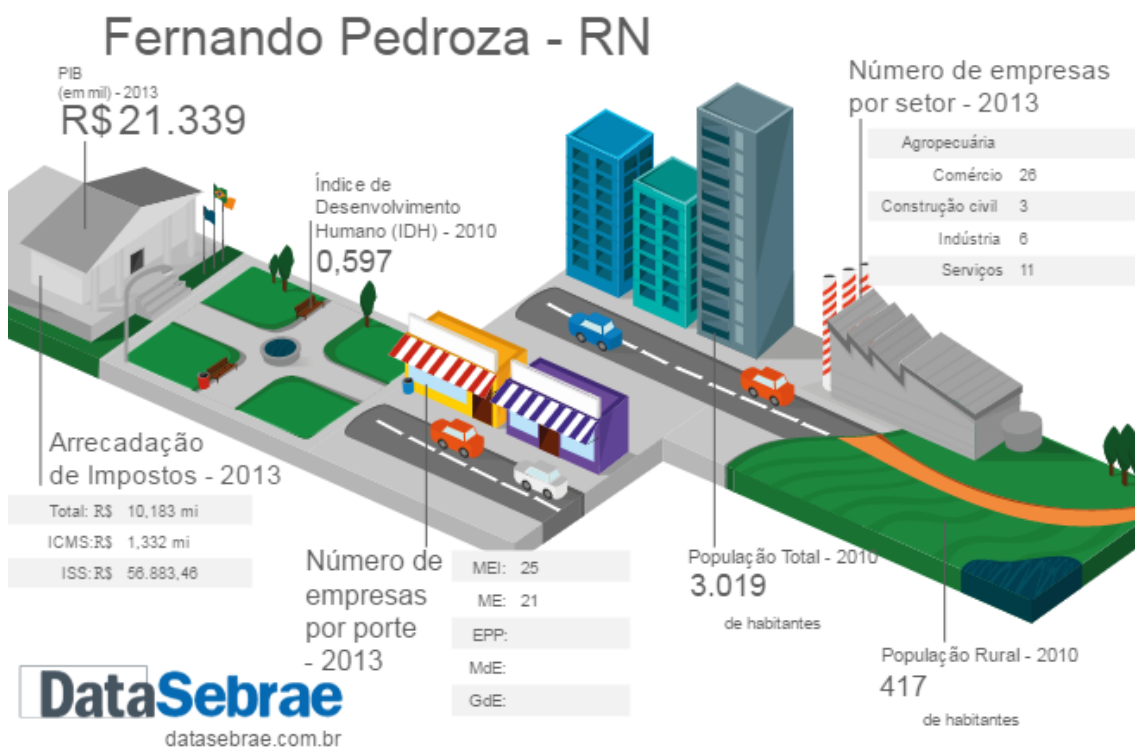 Fernando Pedroza - RN
PIB
(em mil) - 2013
R$ 21.339
Índice de
Desenvolvimento
Humano (IDH) - 2010
0,597
Número de empresas
por setor - 2013
Agropecuária
Comércio 26
Construção civil 3
Indústria 6
Serviços 11
Arrecadação
de Impostos - 2013
Total: R$ 10,183 mi
ICMS:R$ 1,332 mi
ISS:R$ 56.883,46
Número de
empresas
por porte
- 2013
MEI: 25
ME: 21
EPP:
MdE:
GdE:
População Total - 2010
3.019
de habitantes
População Rural - 2010
417
de habitantes
DataSebrae
datasebrae.com.br